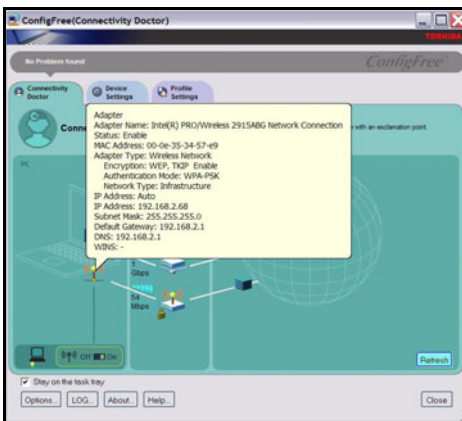 ConfigFree(Connectivity Doctor)
TOSHIBA
No Problem found
ConfigFree
Connectivity Doctor
Device Settings
Profile Settings
Conne
with an exclamation point.
PC
Adapter
Adapter Name: Intel(R) PRO/Wireless 2915ABG Network Connection
Status: Enable
MAC Address: 00-0e-35-34-57-e9
Adapter Type: Wireless Network
Encryption: WEP, TKIP Enable
Authentication Mode: WPA-PSK
Network Type: Infrastructure
IP Address: Auto
IP Address: 192.168.2.68
Subnet Mask: 255.255.255.0
Default Gateway: 192.168.2.1
DNS: 192.168.2.1
WINS: -
1
Gbps
54
Mbps
Off On
Refresh
Stay on the task tray
Options... LOG... About... Help... Close